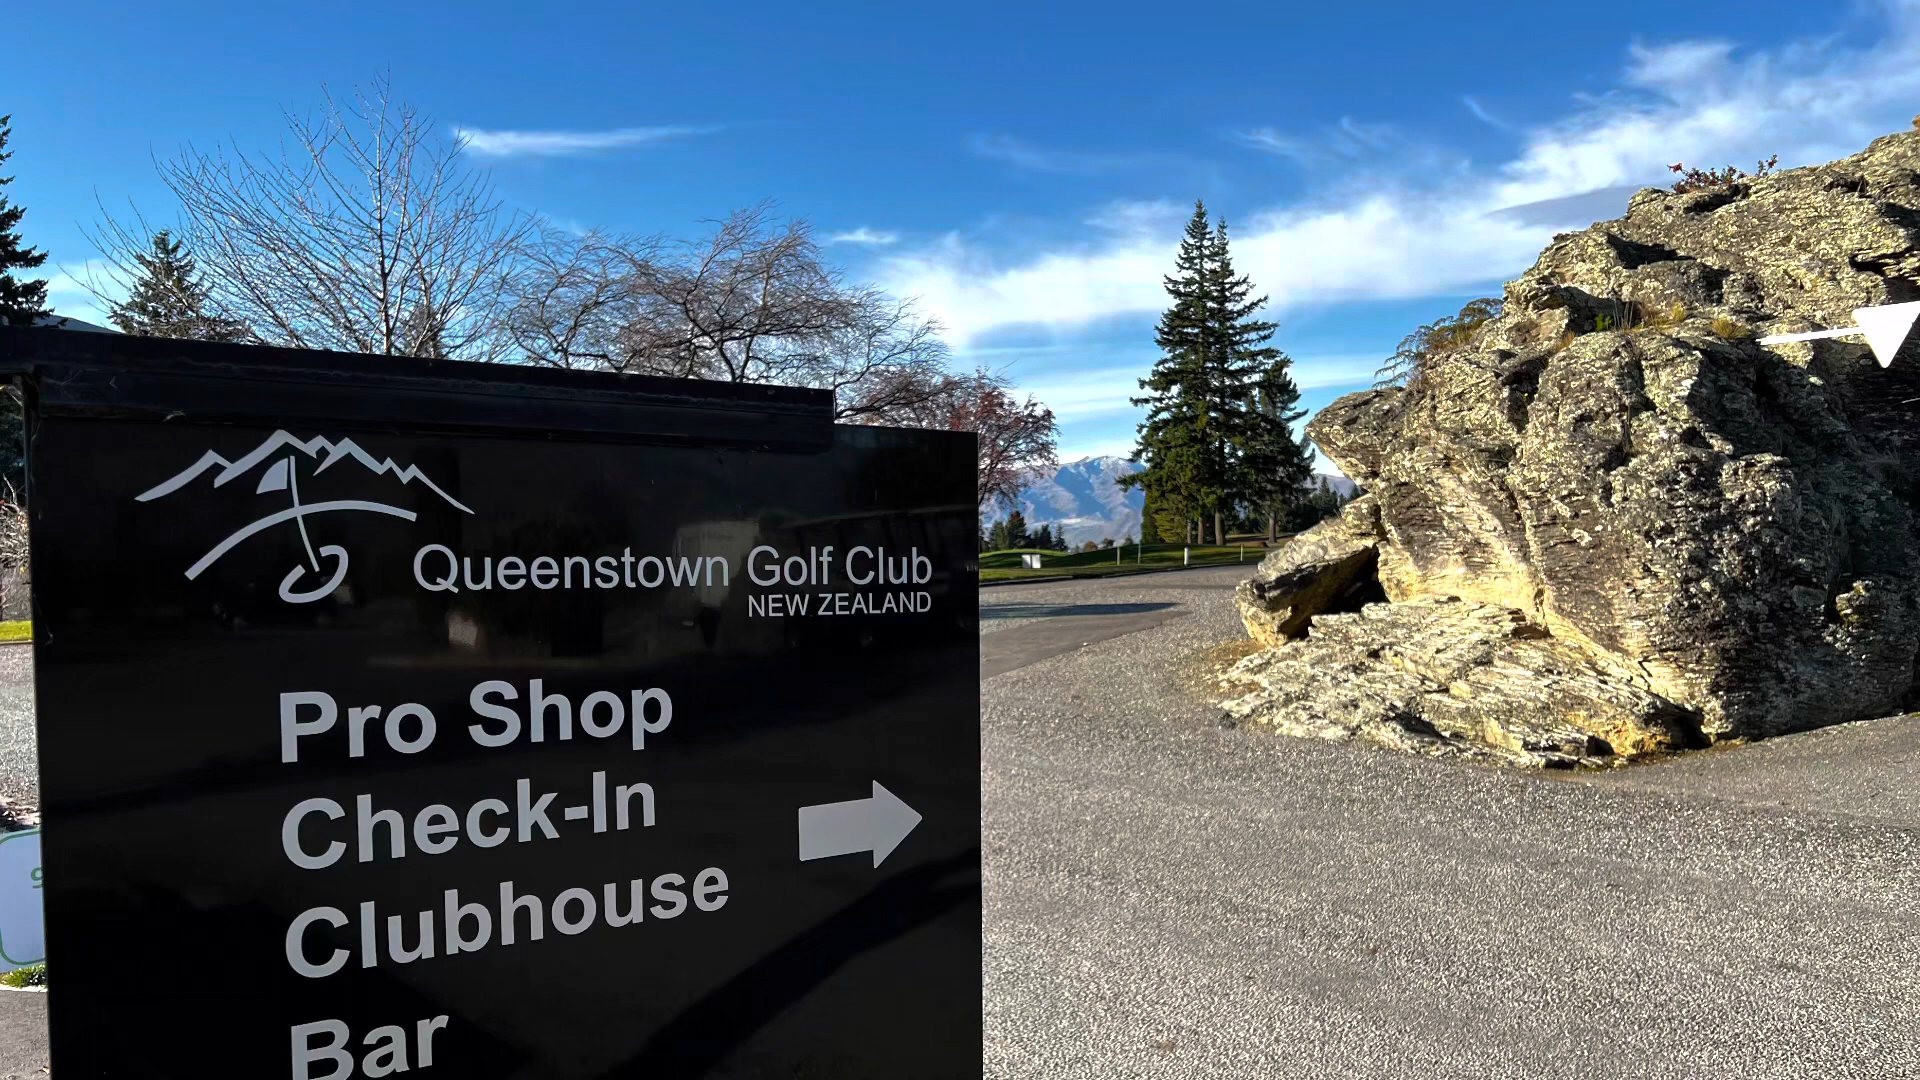 Queenstown Golf Club
NEW ZEALAND
Pro Shop
Check-In
Clubhouse
Bar